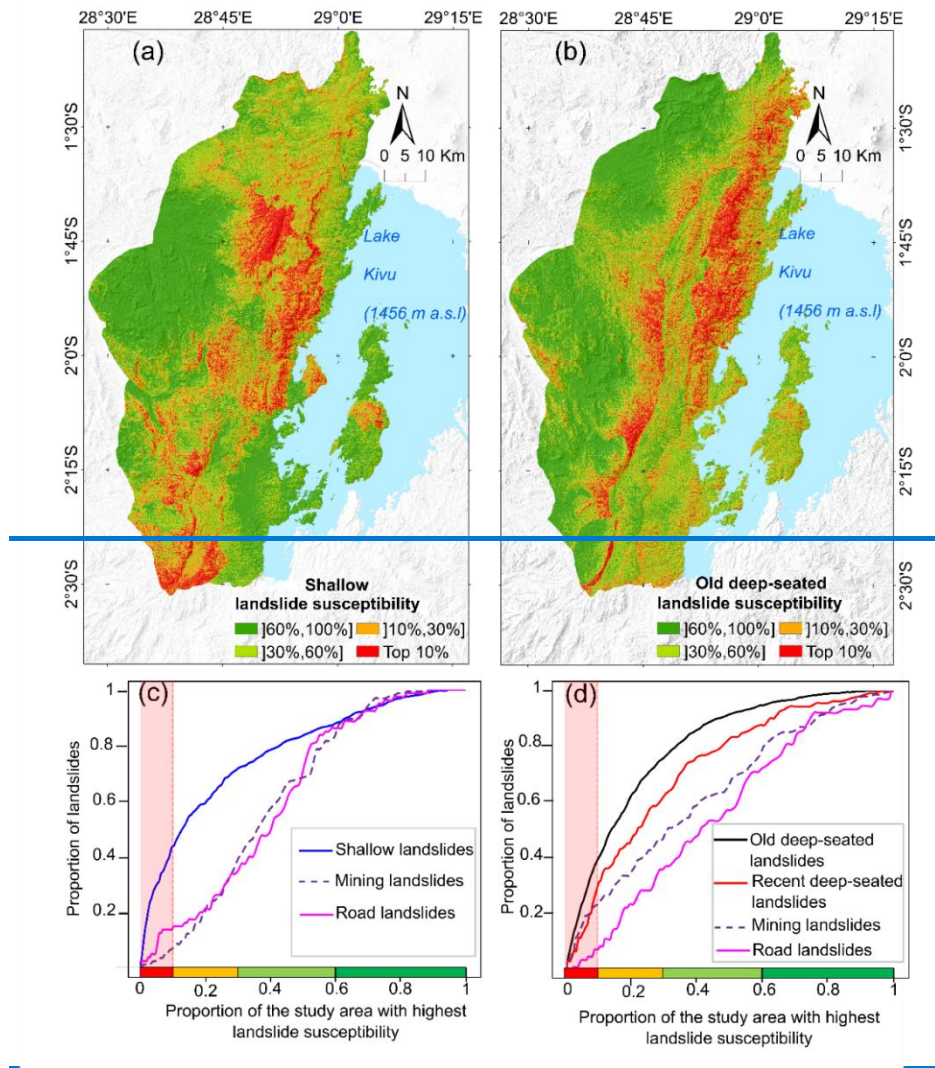 28°30'E 28°45'E 29°0'E 29°15'E
28°30'E 28°45'E 29°0'E 29°15'E
(a)
N
0 5 10 Km
1°30'S
1°45'S
2°0'S
2°15'S
2°30'S
Lake
Kivu
(1456 m a.s.l)
Shallow
landslide susceptibility
]60%,100%] ]10%,30%]
]30%,60%] Top 10%
(b)
N
0 5 10 Km
1°30'S
1°45'S
2°0'S
2°15'S
2°30'S
Lake
Kivu
(1456 m a.s.l)
Old deep-seated
landslide susceptibility
]60%,100%] ]10%,30%]
]30%,60%] Top 10%
(c)
Proportion of landslides
1
0.8
0.6
0.4
0.2
Shallow landslides
Mining landslides
Road landslides
0 0.2 0.4 0.6 0.8 1
Proportion of the study area with highest
landslide susceptibility
(d)
Proportion of landslides
1
0.8
0.6
0.4
0.2
Old deep-seated
landslides
Recent deep-seated
landslides
Mining landslides
Road landslides
0 0.2 0.4 0.6 0.8 1
Proportion of the study area with highest
landslide susceptibility